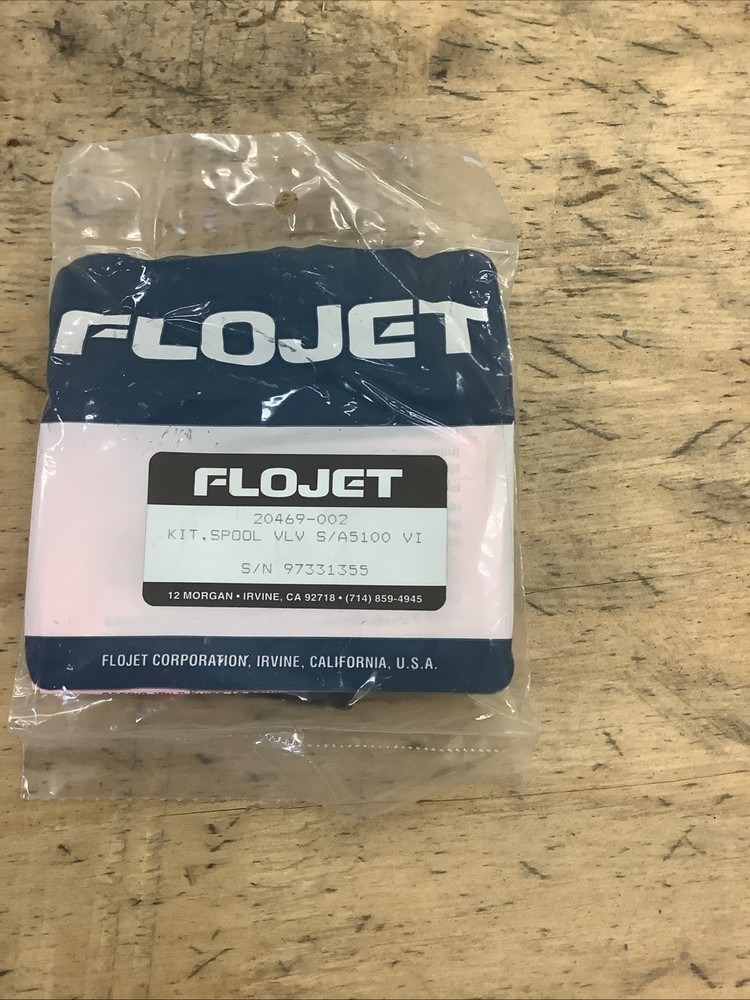 FLOJET
FLOJET
20469-002
KIT,SPOOL VLV S/A5100 VI
S/N 97331355
12 MORGAN • IRVINE, CA 92718 • (714) 859-4945
FLOJET CORPORATION, IRVINE, CALIFORNIA, U.S.A.